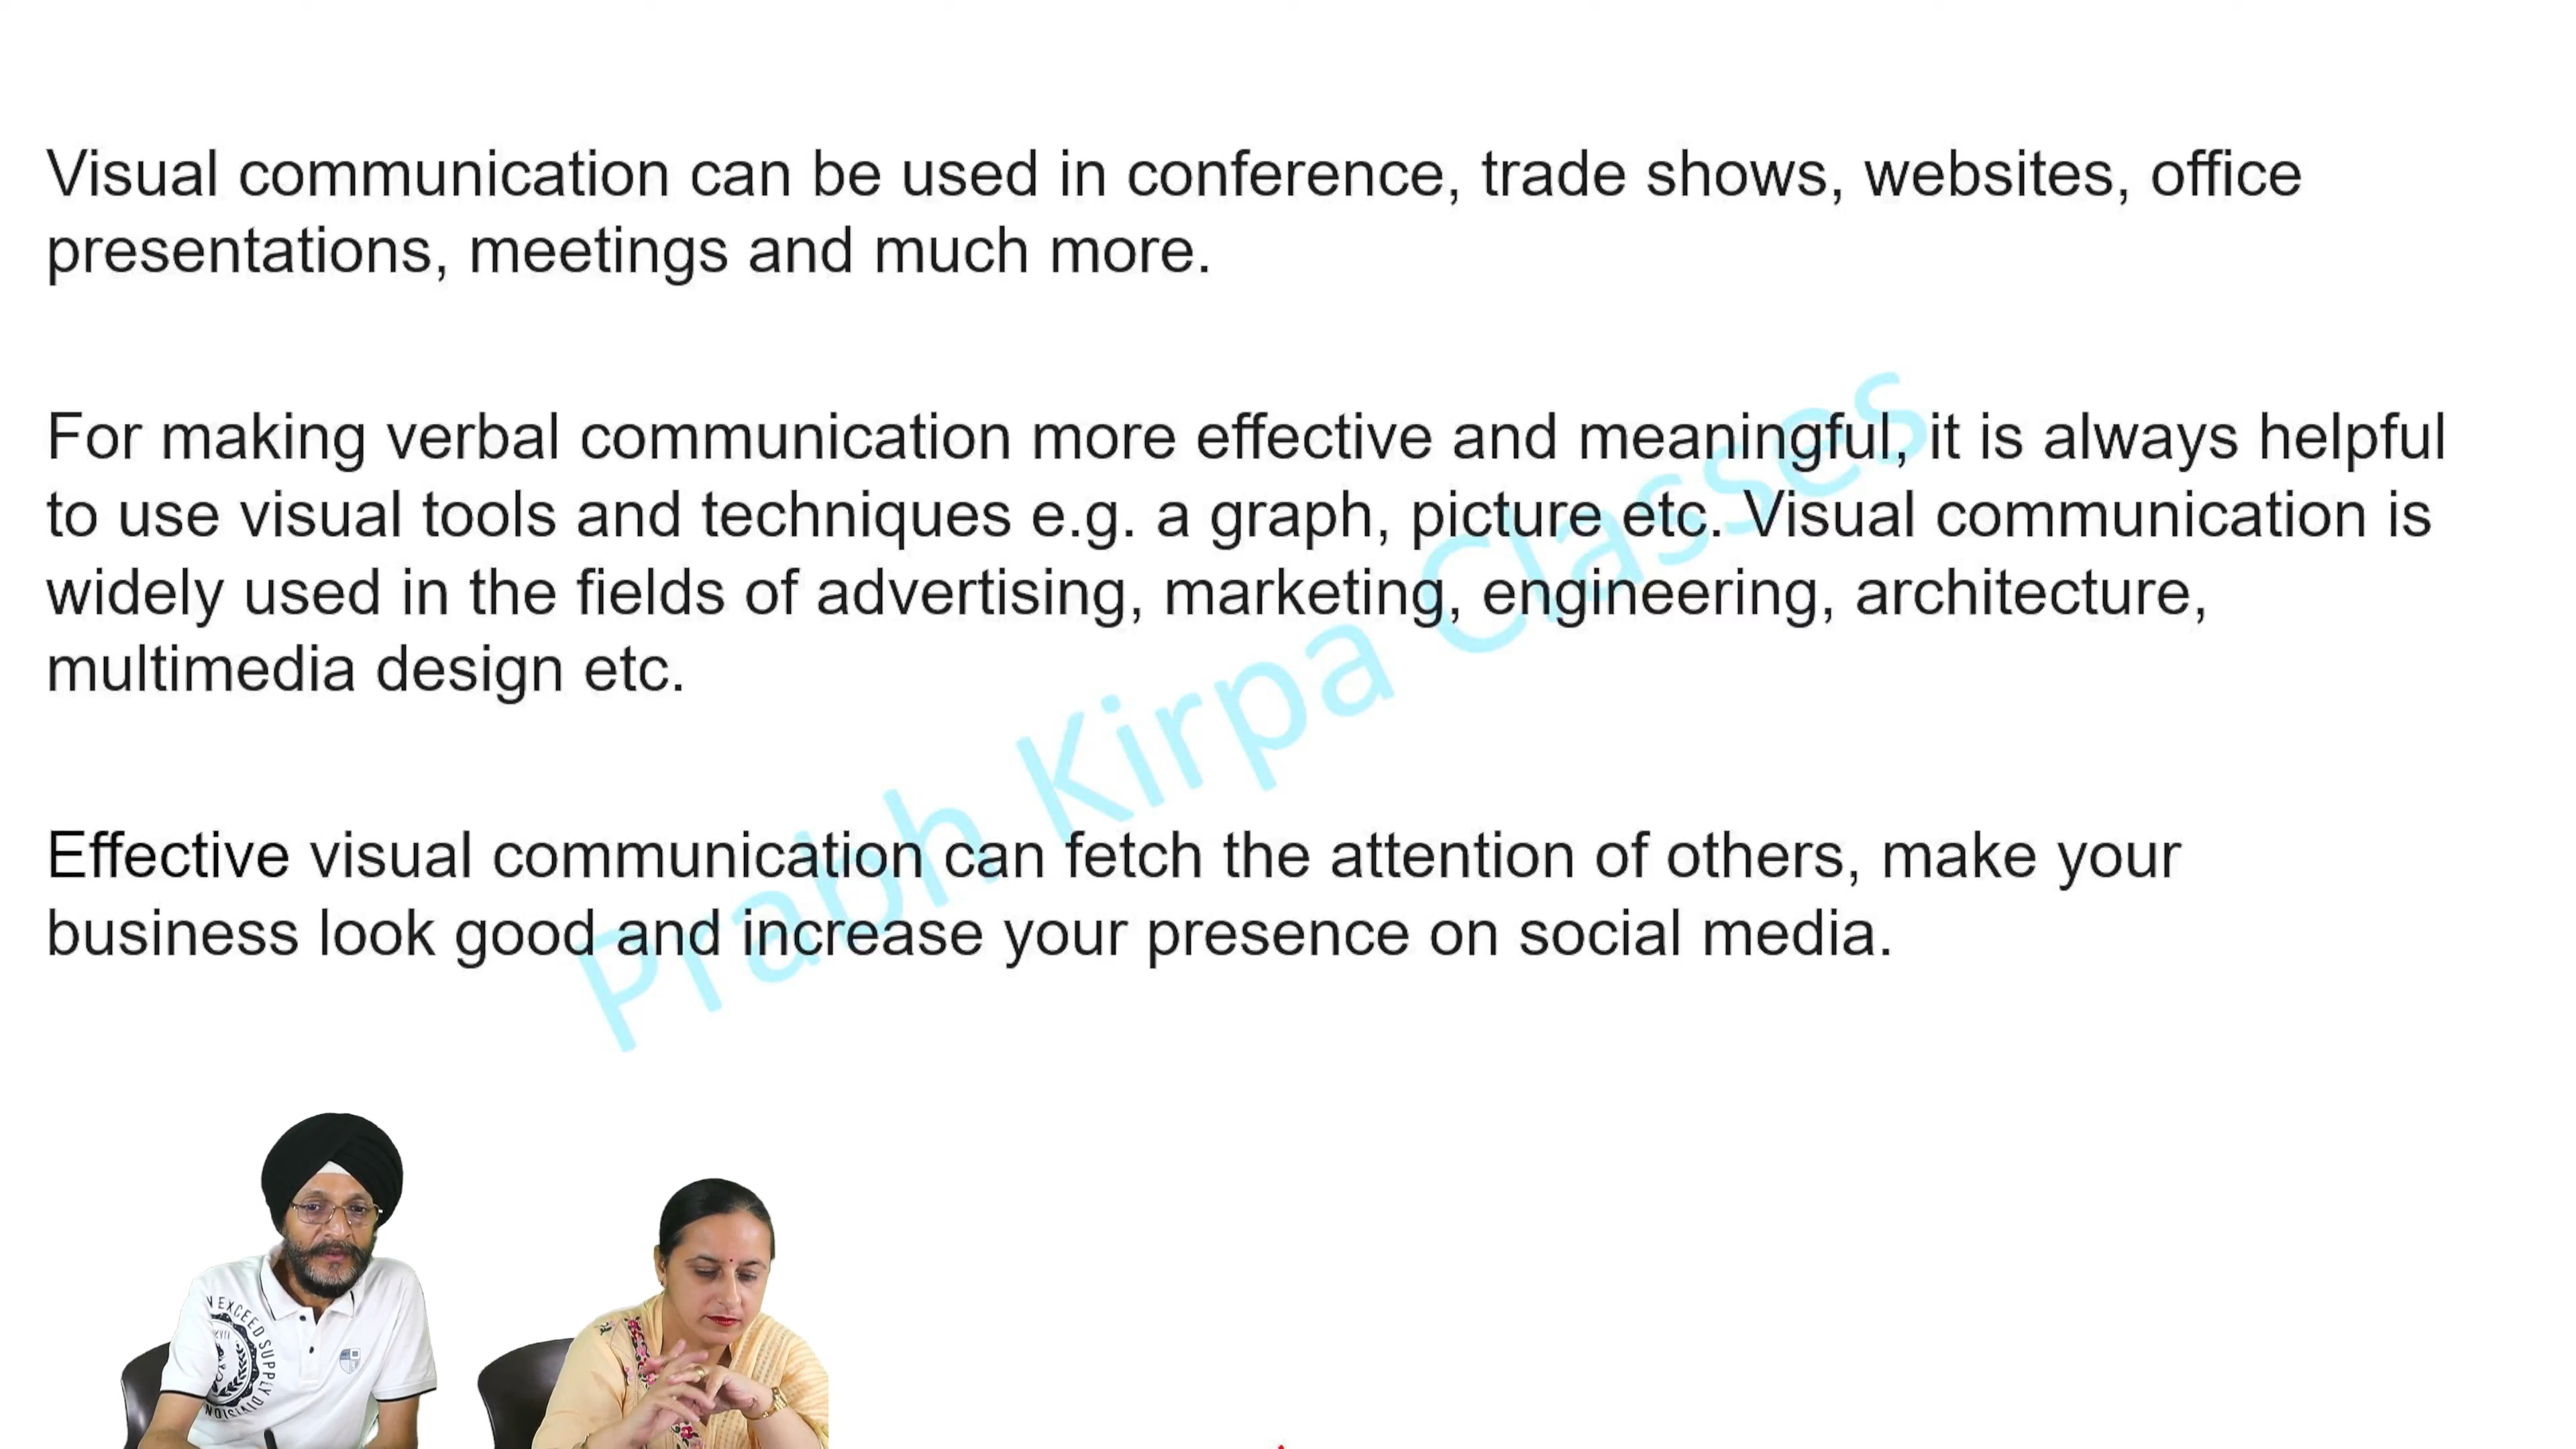 Visual communication can be used in conference, trade shows, websites, office
presentations, meetings and much more.
For making verbal communication more effective and meaningful, it is always helpful
to use visual tools and techniques e.g. a graph, picture etc. Visual communication is
widely used in the fields of advertising, marketing, engineering, architecture,
multimedia design etc.
Effective visual communication can fetch the attention of others, make your
business look good and increase your presence on social media.
Prabh Kirpa Classes
EXCEED SUPPLY DIVISION